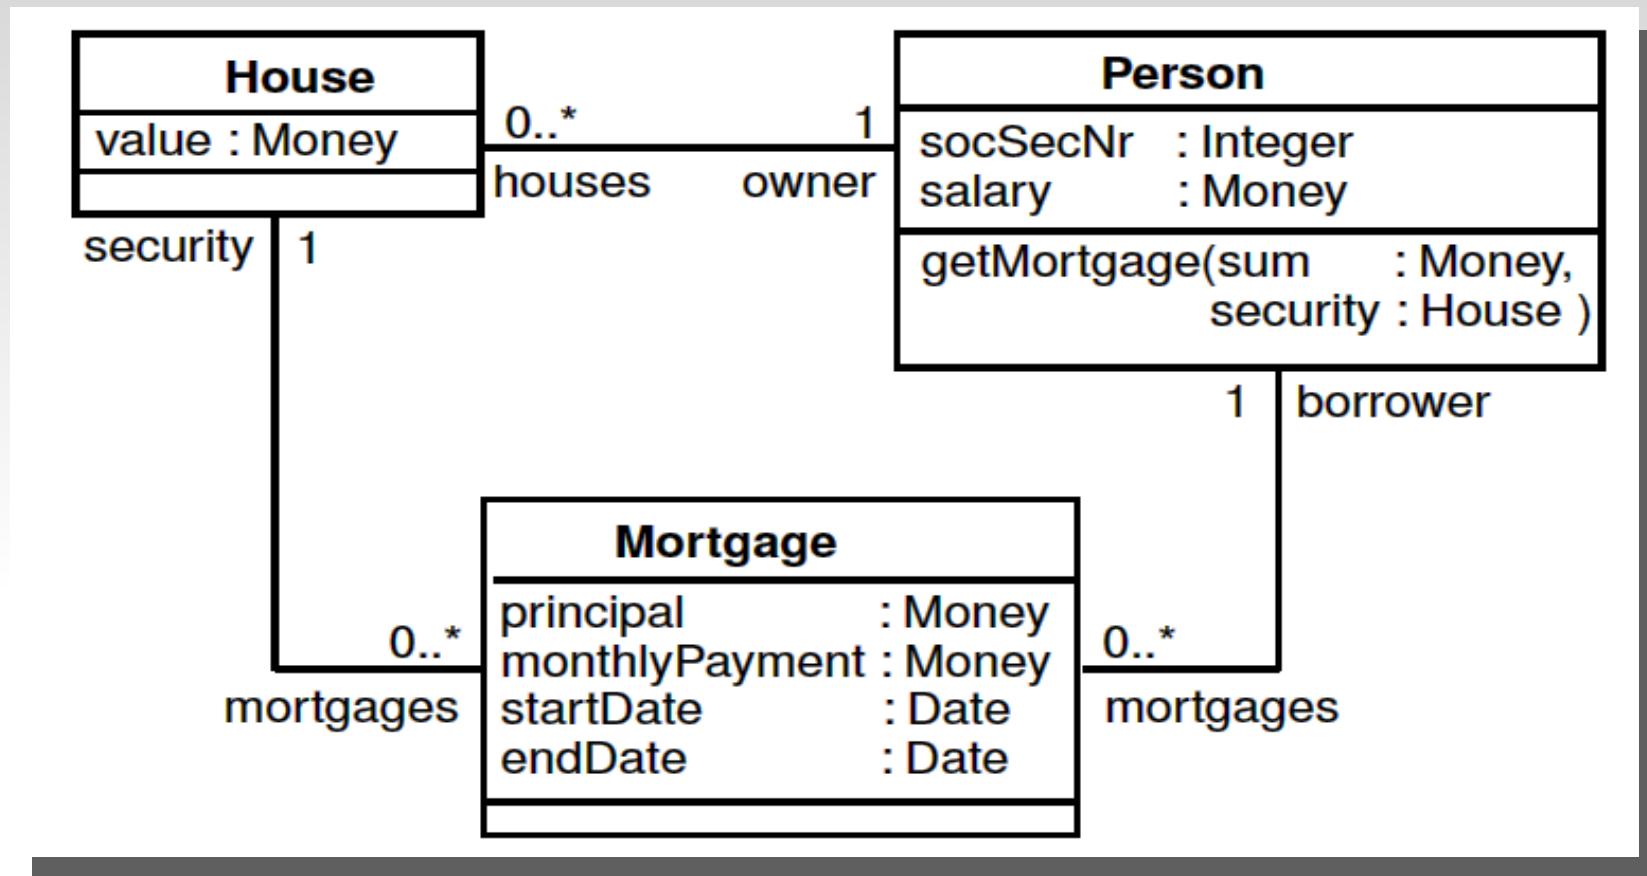 House
value : Money
Person
socSecNr : Integer
salary : Money
getMortgage(sum : Money,
security : House )
0..*
1
houses
owner
security
1
1
borrower
Mortgage
principal : Money
monthlyPayment : Money
startDate : Date
endDate : Date
0..*
mortgages
0..*
mortgages